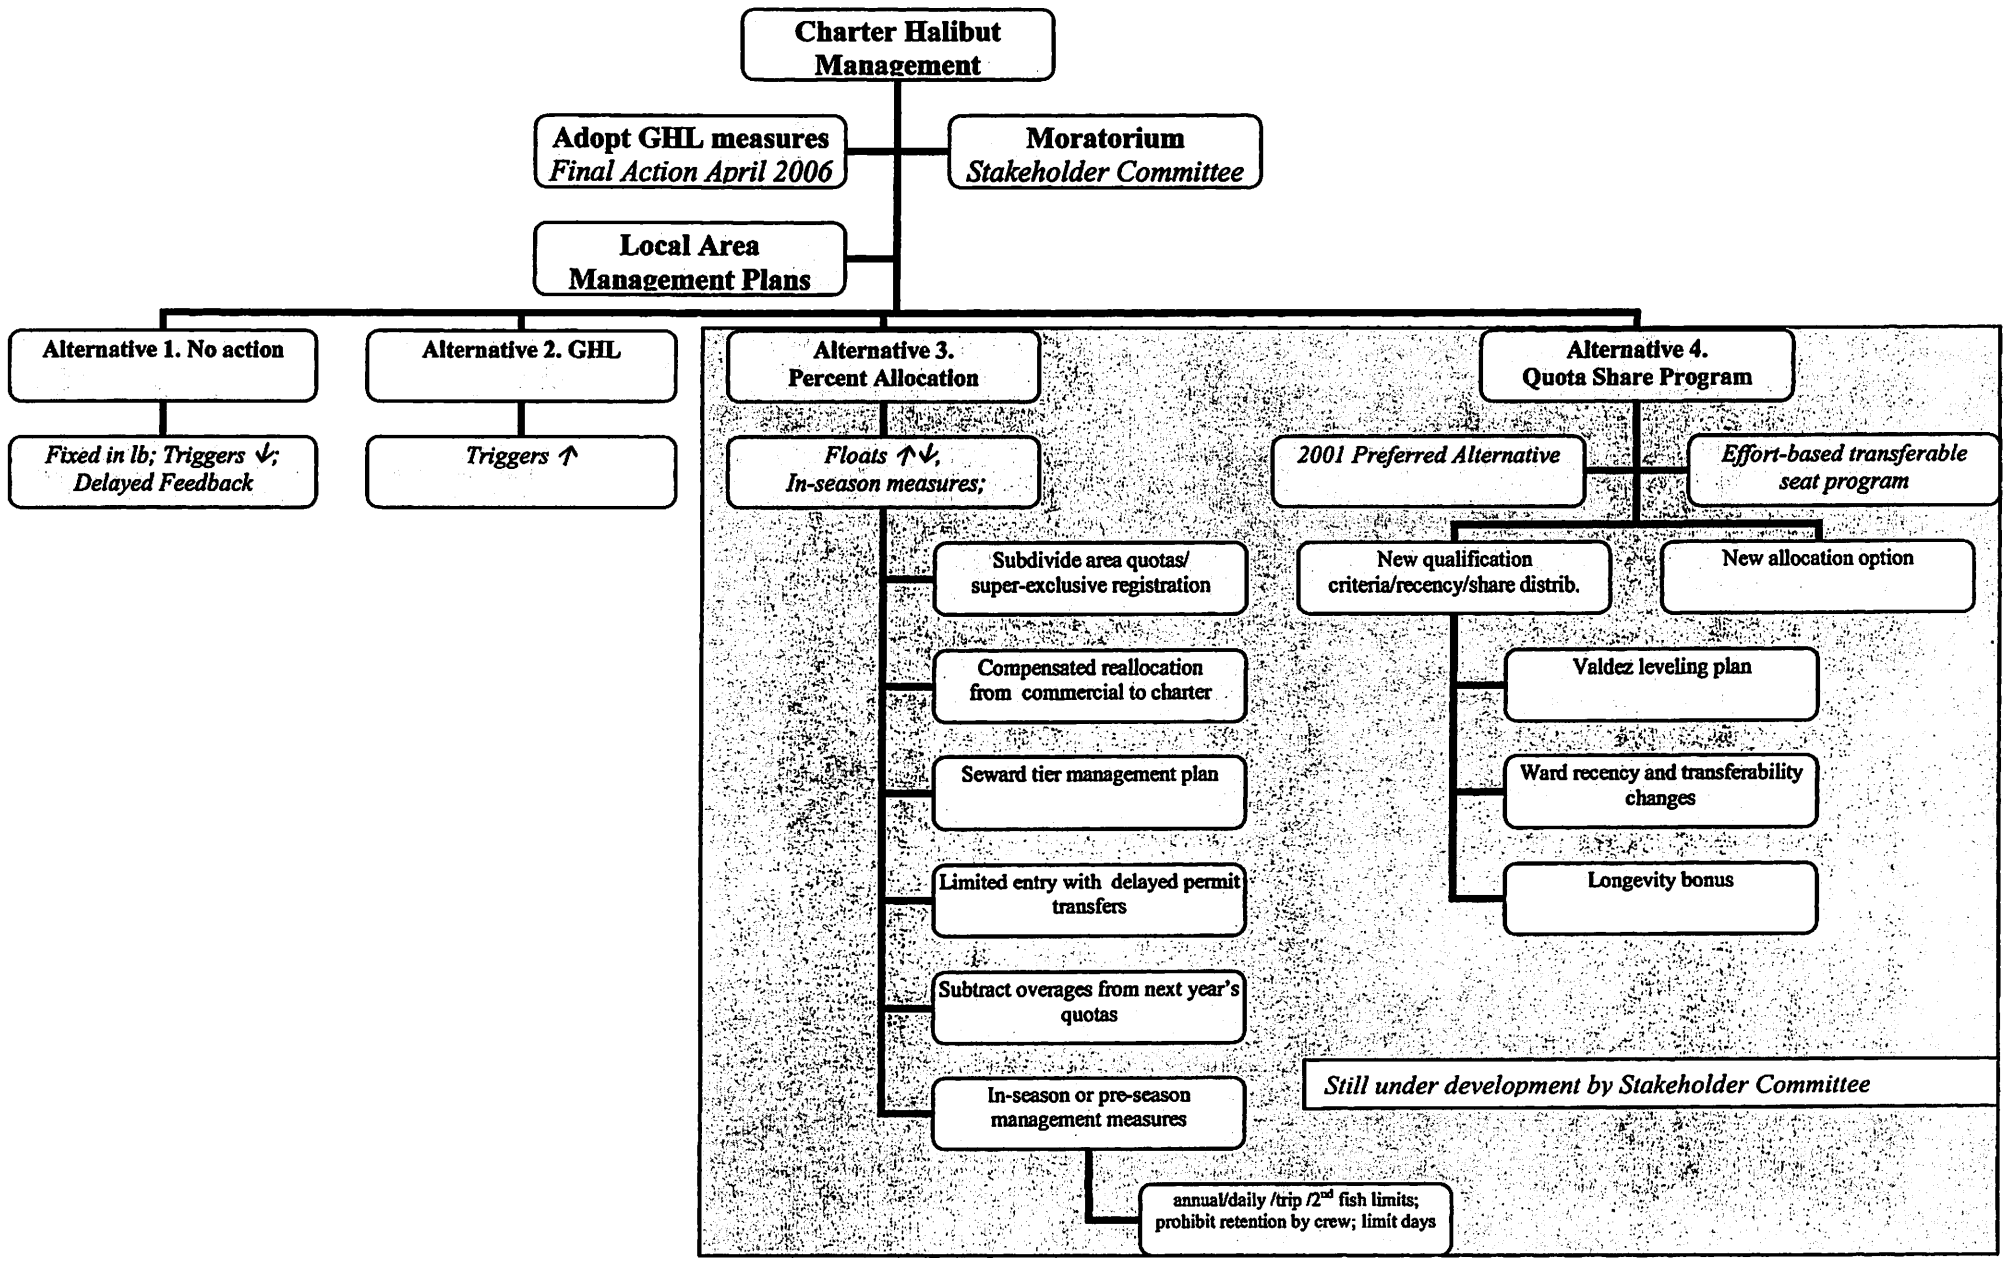 Charter Halibut
Management
Adopt GHL measures
Final Action April 2006
Moratorium
Stakeholder Committee
Local Area
Management Plans
Alternative 1. No action
Alternative 2. GHL
Alternative 3.
Percent Allocation
Alternative 4.
Quota Share Program
Fixed in lb; Triggers ↓;
Delayed Feedback
Triggers ↑
Floats ↑↓,
In-season measures;
2001 Preferred Alternative
Effort-based transferable
seat program
Subdivide area quotas/
super-exclusive registration
Compensated reallocation
from commercial to charter
Seward tier management plan
Limited entry with delayed permit
transfers
Subtract overages from next year's
quotas
In-season or pre-season
management measures
annual/daily /trip /2nd fish limits;
prohibit retention by crew; limit days
New qualification
criteria/recency/share distrib.
New allocation option
Valdez leveling plan
Ward recency and transferability
changes
Longevity bonus
Still under development by Stakeholder Committee